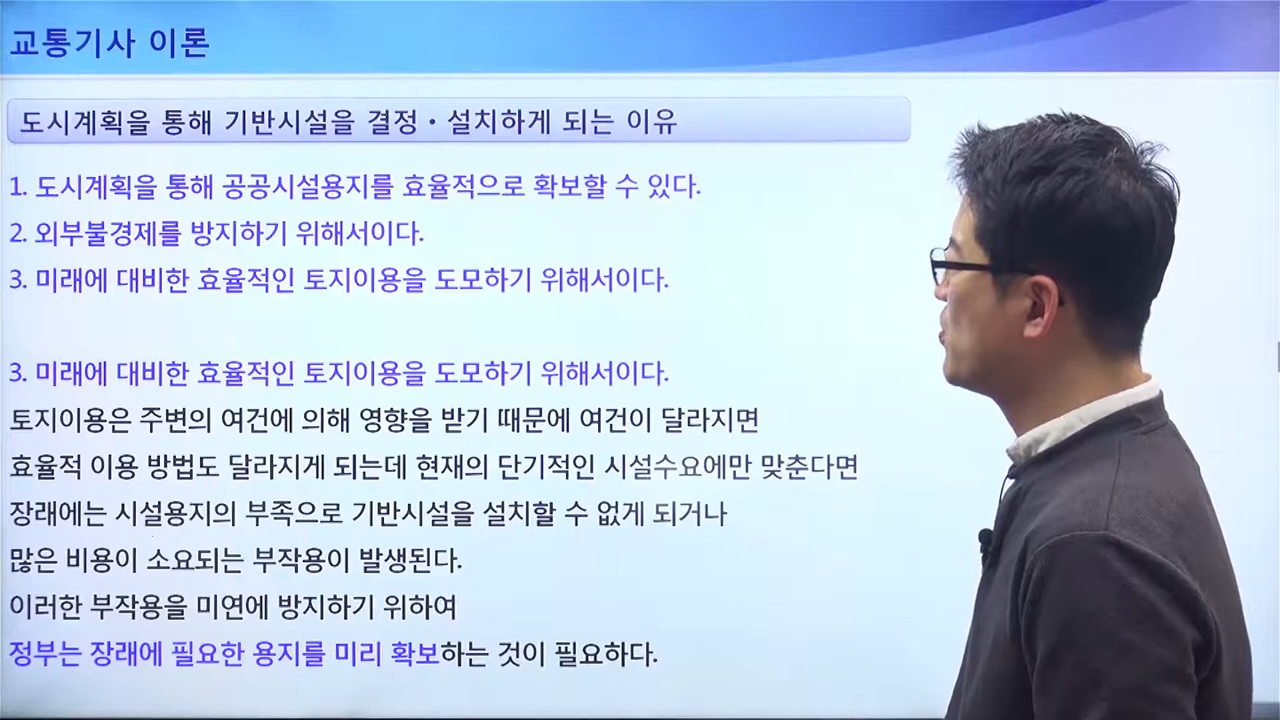 교통기사 이론
도시계획을 통해 기반시설을 결정・설치하게 되는 이유
1. 도시계획을 통해 공공시설용지를 효율적으로 확보할 수 있다.
2. 외부불경제를 방지하기 위해서이다.
3. 미래에 대비한 효율적인 토지이용을 도모하기 위해서이다.
3. 미래에 대비한 효율적인 토지이용을 도모하기 위해서이다.
토지이용은 주변의 여건에 의해 영향을 받기 때문에 여건이 달라지면
효율적 이용 방법도 달라지게 되는데 현재의 단기적인 시설수요에만 맞춘다면
장래에는 시설용지의 부족으로 기반시설을 설치할 수 없게 되거나
많은 비용이 소요되는 부작용이 발생된다.
이러한 부작용을 미연에 방지하기 위하여
정부는 장래에 필요한 용지를 미리 확보하는 것이 필요하다.